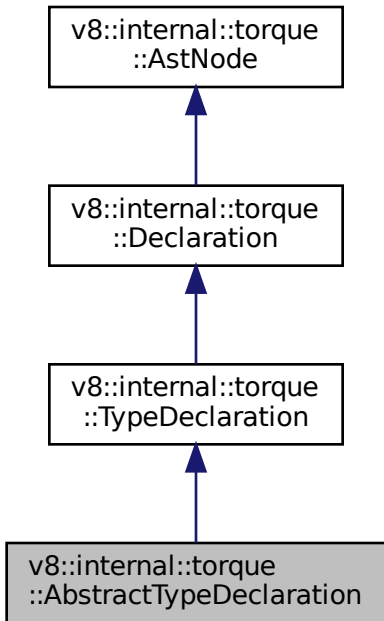 v8::internal::torque
::AstNode
v8::internal::torque
::Declaration
v8::internal::torque
::TypeDeclaration
v8::internal::torque
::AbstractTypeDeclaration